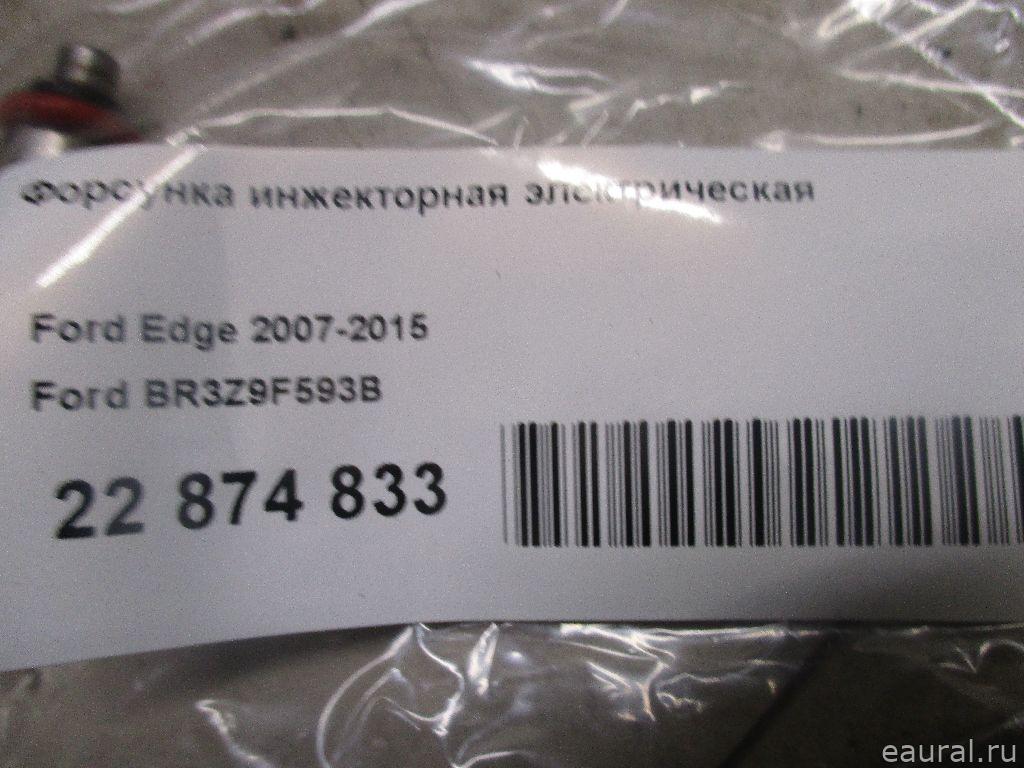 Форсунка инжекторная электрическая
Ford Edge 2007-2015
Ford BR3Z9F593B
22 874 833
eaural.ru